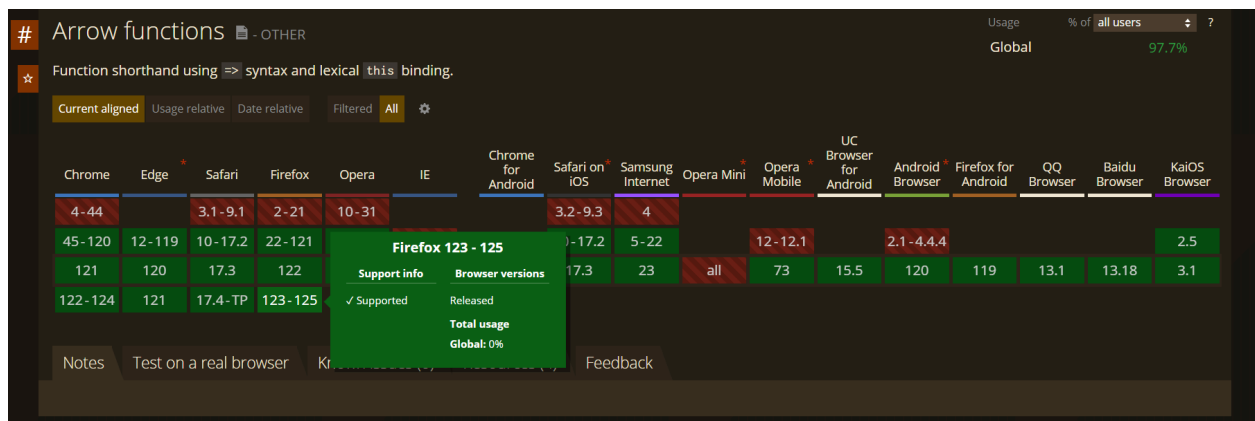 #
Arrow functions - OTHER
Usage % of all users ?
Global 97.7%
Function shorthand using => syntax and lexical this binding.
Current aligned Usage relative Date relative Filtered All
Chrome Edge * Safari Firefox Opera IE Chrome for Android Safari on iOS * Samsung Internet Opera Mini * Opera Mobile * UC Browser for Android Android Browser * Firefox for Android QQ Browser Baidu Browser KaiOS Browser
4-44 3.1-9.1 2-21 10-31 3.2-9.3 4
45-120 12-119 10-17.2 22-121 -17.2 5-22 12-12.1 2.1-4.4.4 2.5
121 120 17.3 122 17.3 23 all 73 15.5 120 119 13.1 13.18 3.1
122-124 121 17.4-TP 123-125
Firefox 123 - 125
Support info Browser versions
✓ Supported Released
Total usage
Global: 0%
Notes Test on a real browser Feedback